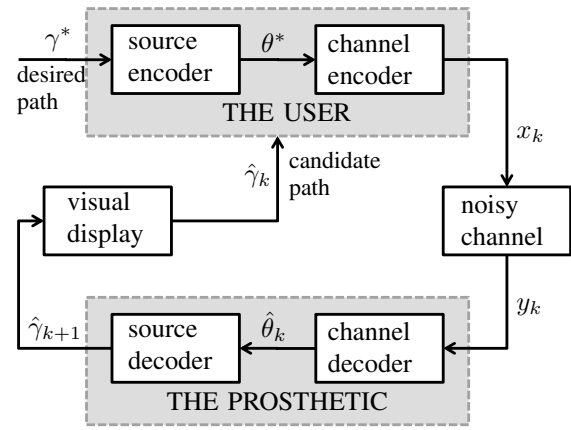 γ*
desired
path
source
encoder
θ*
channel
encoder
THE USER
x_k
γ̂_k
candidate
path
visual
display
noisy
channel
y_k
γ̂_{k+1}
source
decoder
θ̂_k
channel
decoder
THE PROSTHETIC